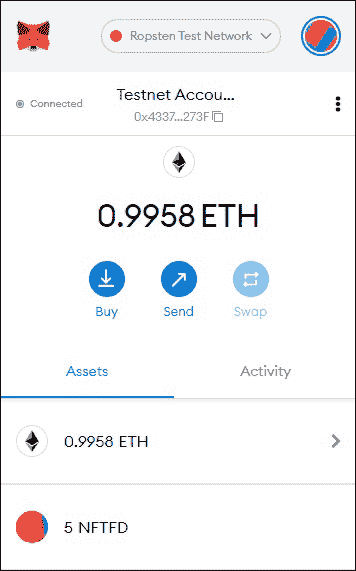 Ropsten Test Network
Connected
Testnet Accou...
0x4337...273F
0.9958 ETH
Buy
Send
Swap
Assets
Activity
0.9958 ETH
5 NFTFD